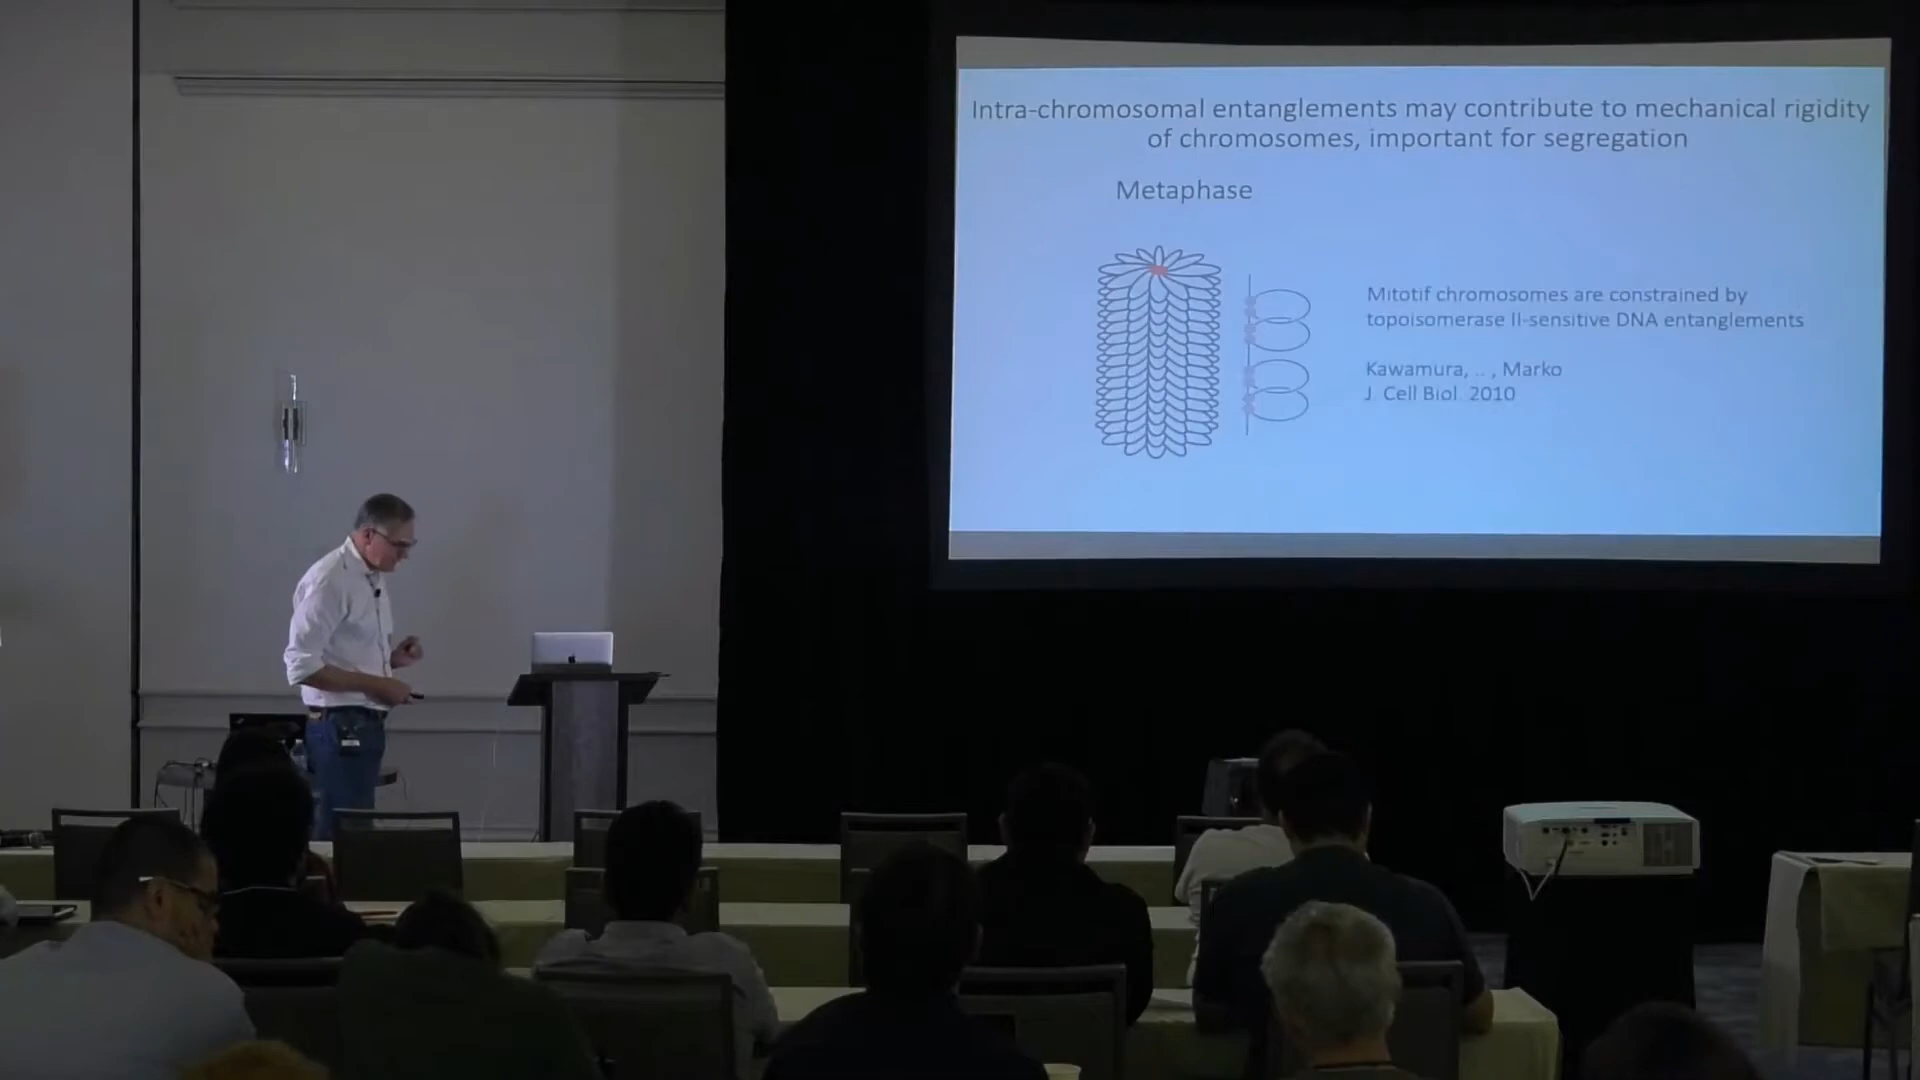 Intra-chromosomal entanglements may contribute to mechanical rigidity
of chromosomes, important for segregation
Metaphase
Mitotif chromosomes are constrained by
topoisomerase II-sensitive DNA entanglements
Kawamura, .. , Marko
J Cell Biol 2010